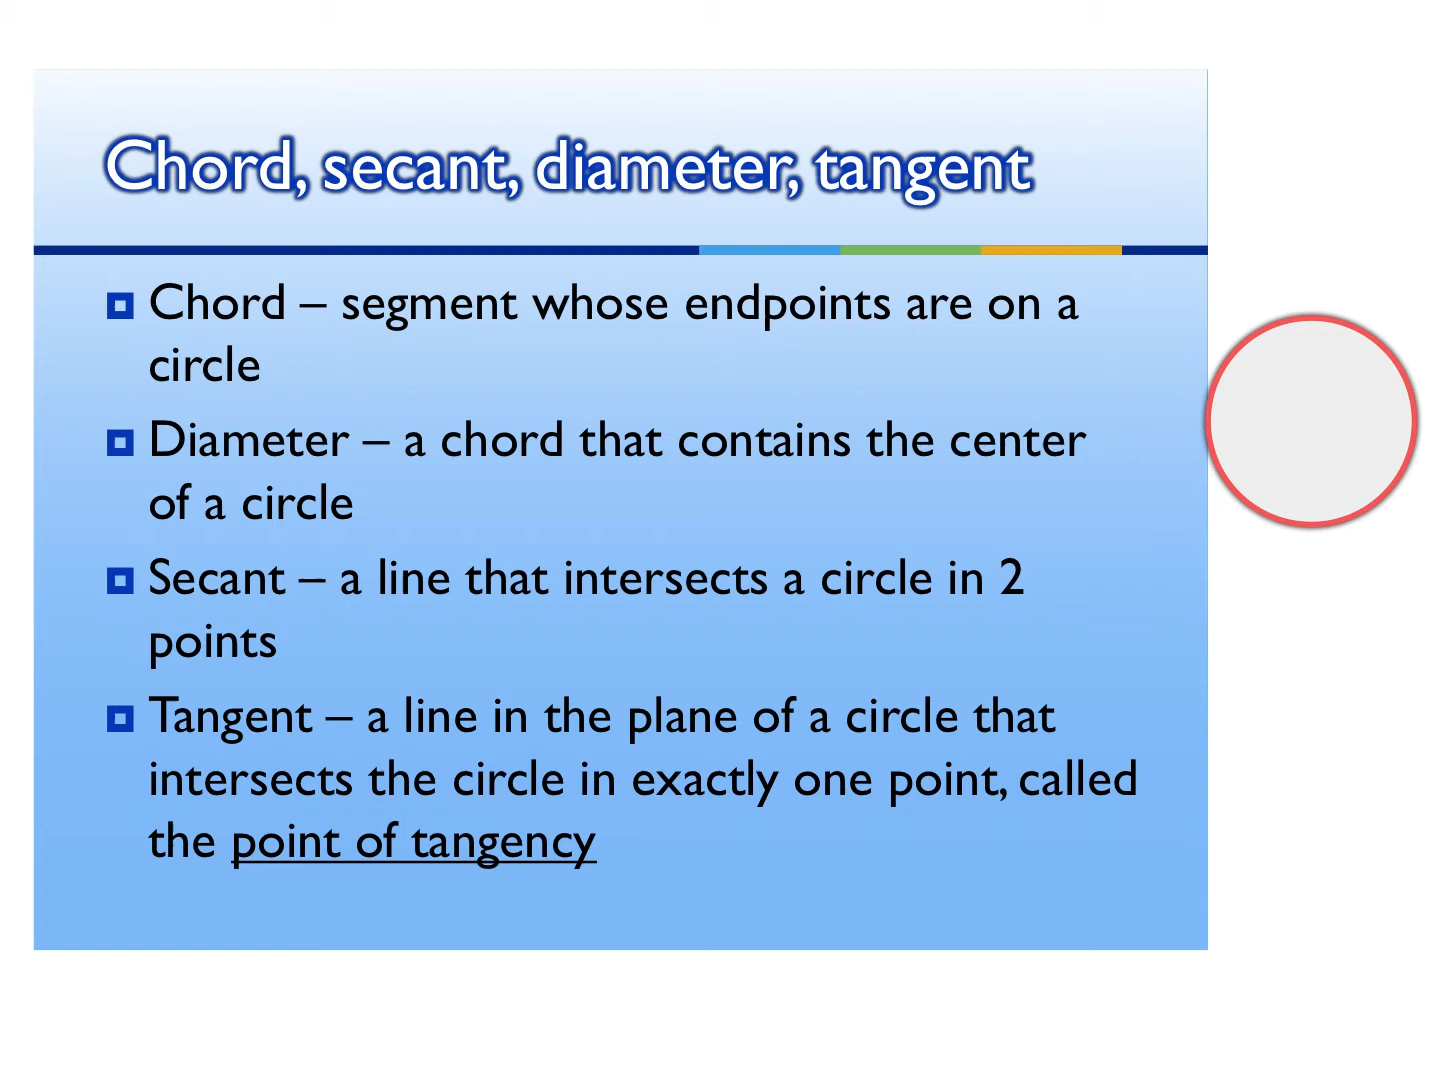 Chord, secant, diameter, tangent
Chord – segment whose endpoints are on a
circle
Diameter – a chord that contains the center
of a circle
Secant – a line that intersects a circle in 2
points
Tangent – a line in the plane of a circle that
intersects the circle in exactly one point, called
the point of tangency